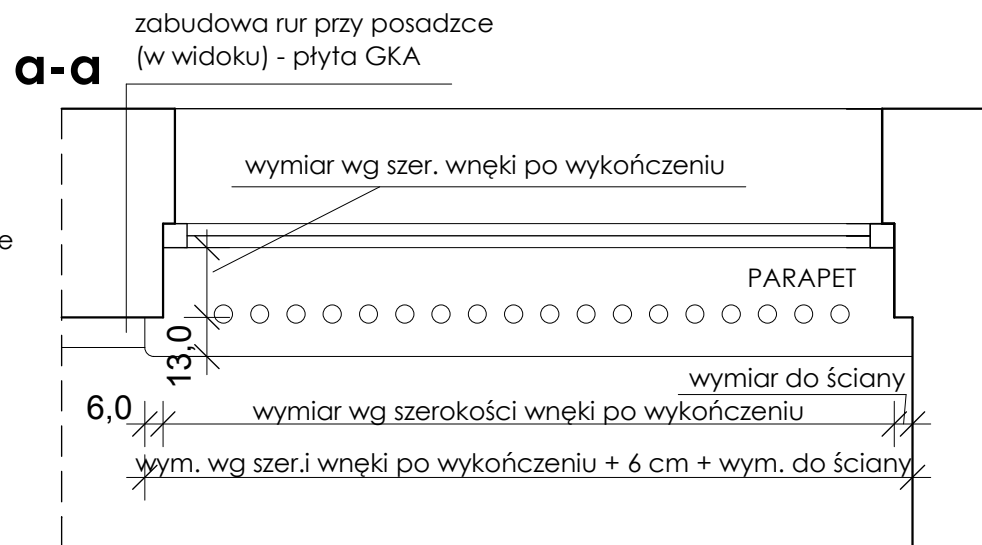 zabudowa rur przy posadzce
(w widoku) - płyta GKA
a-a
wymiar wg szer. wnęki po wykończeniu
e
PARAPET
13,0
wymiar do ściany
6,0
wymiar wg szerokości wnęki po wykończeniu
wym. wg szer.i wnęki po wykończeniu + 6 cm + wym. do ściany